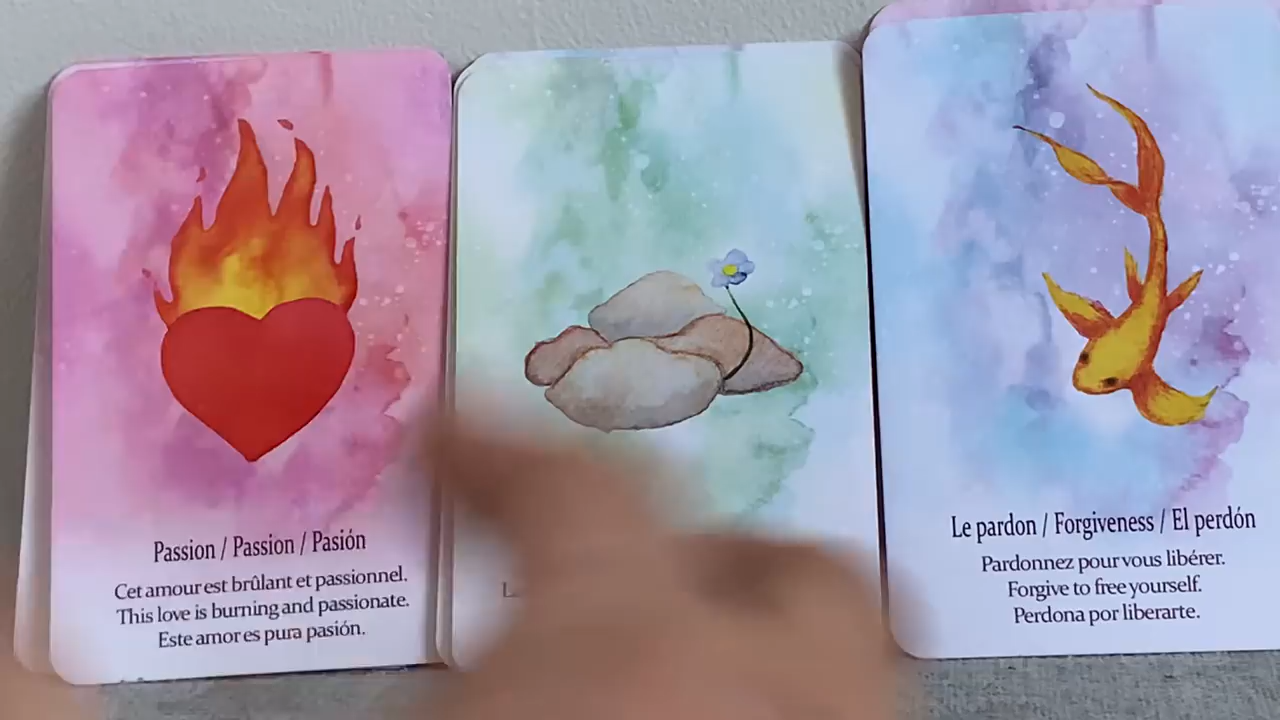 Passion / Passion / Pasión
Cet amour est brûlant et passionnel.
This love is burning and passionate.
Este amor es pura pasión.
L
Le pardon / Forgiveness / El perdón
Pardonnez pour vous libérer.
Forgive to free yourself.
Perdona por liberarte.